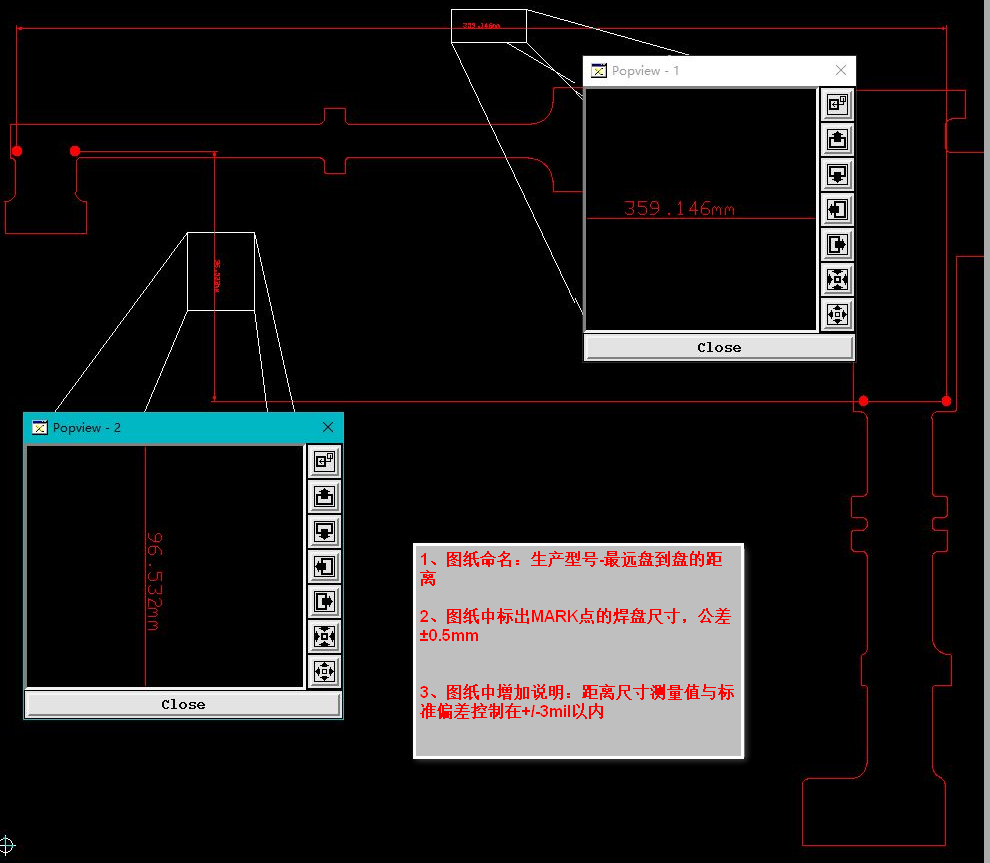 359.146mm
Popview - 1
359.146mm
Close
Popview - 2
96.532mm
Close
1、图纸命名：生产型号-最远盘到盘的距
离
2、图纸中标出MARK点的焊盘尺寸，公差
±0.5mm
3、图纸中增加说明：距离尺寸测量值与标
准偏差控制在+/-3mil以内